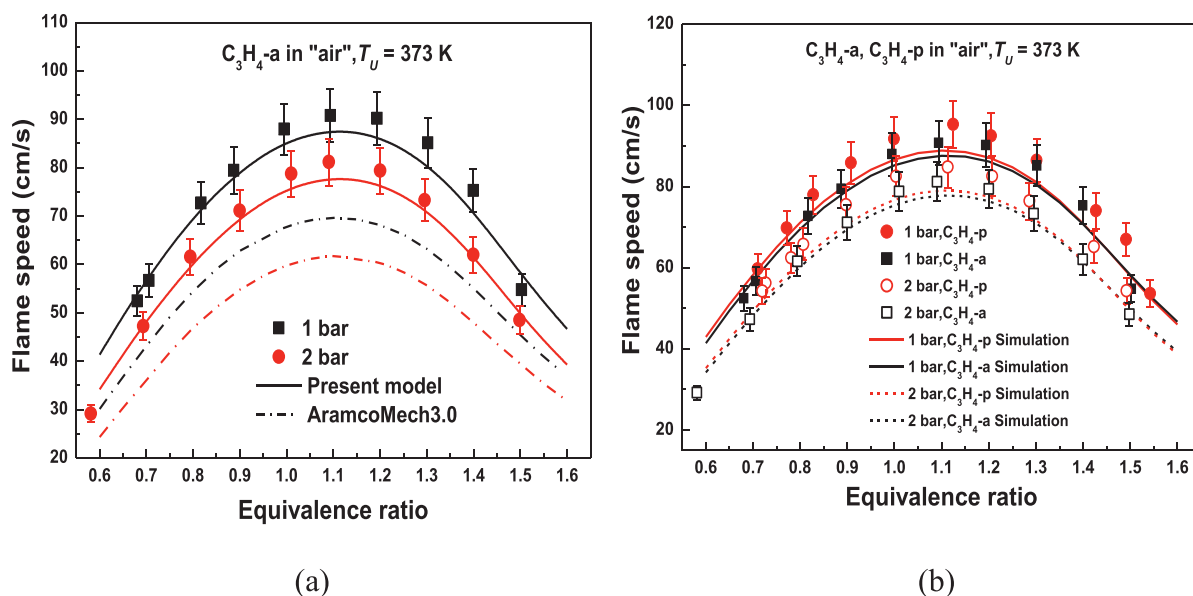 C₃H₄-a in "air", T_U = 373 K
110
100
90
80
70
60
50
40
30
20
Flame speed (cm/s)
1 bar
2 bar
Present model
AramcoMech3.0
0.6 0.7 0.8 0.9 1.0 1.1 1.2 1.3 1.4 1.5 1.6
Equivalence ratio
(a)
C₃H₄-a, C₃H₄-p in "air", T_U = 373 K
120
100
80
60
40
20
Flame speed (cm/s)
1 bar,C₃H₄-p
1 bar,C₃H₄-a
2 bar,C₃H₄-p
2 bar,C₃H₄-a
1 bar,C₃H₄-p Simulation
1 bar,C₃H₄-a Simulation
2 bar,C₃H₄-p Simulation
2 bar,C₃H₄-a Simulation
0.6 0.7 0.8 0.9 1.0 1.1 1.2 1.3 1.4 1.5 1.6
Equivalence ratio
(b)